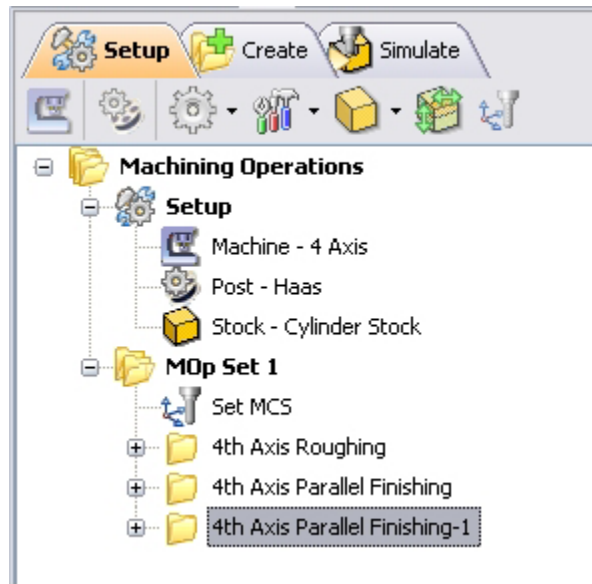 Setup Create Simulate
Machining Operations
Setup
Machine - 4 Axis
Post - Haas
Stock - Cylinder Stock
MOp Set 1
Set MCS
4th Axis Roughing
4th Axis Parallel Finishing
4th Axis Parallel Finishing-1